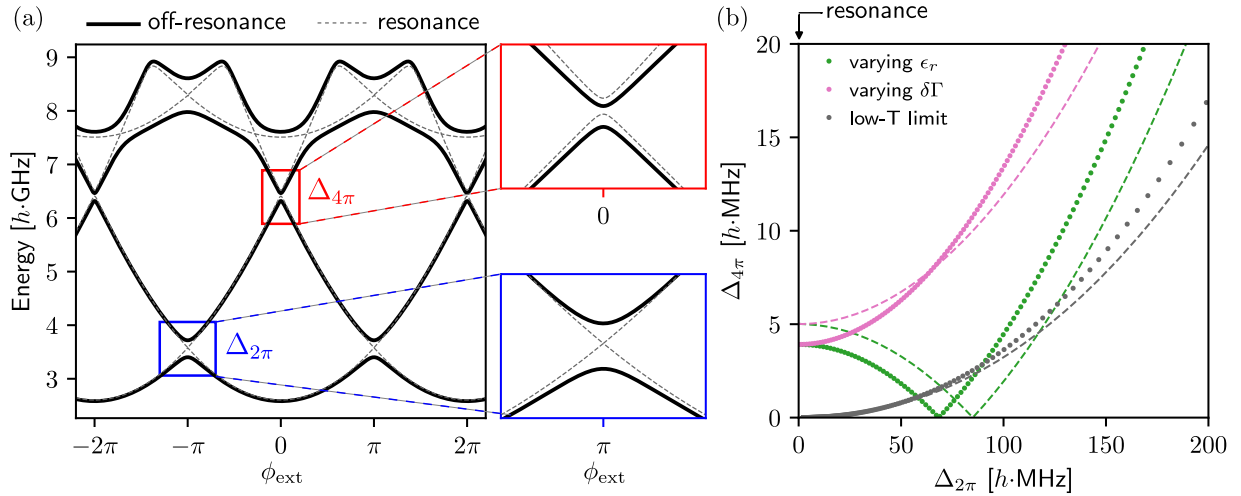 (a)
off-resonance
resonance
Energy [h·GHz]
9
8
7
6
5
4
3
Δ4π
Δ2π
−2π
−π
0
π
2π
ϕext
0
π
ϕext
(b)
resonance
varying ϵr
varying δΓ
low-T limit
Δ4π [h·MHz]
20
15
10
5
0
0
50
100
150
200
Δ2π [h·MHz]